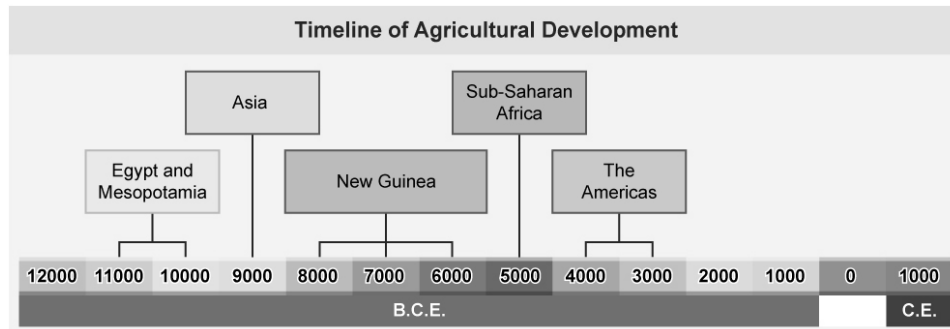 Timeline of Agricultural Development
Asia
Sub-Saharan
Africa
Egypt and
Mesopotamia
New Guinea
The
Americas
12000 11000 10000 9000 8000 7000 6000 5000 4000 3000 2000 1000 0 1000
B.C.E. C.E.